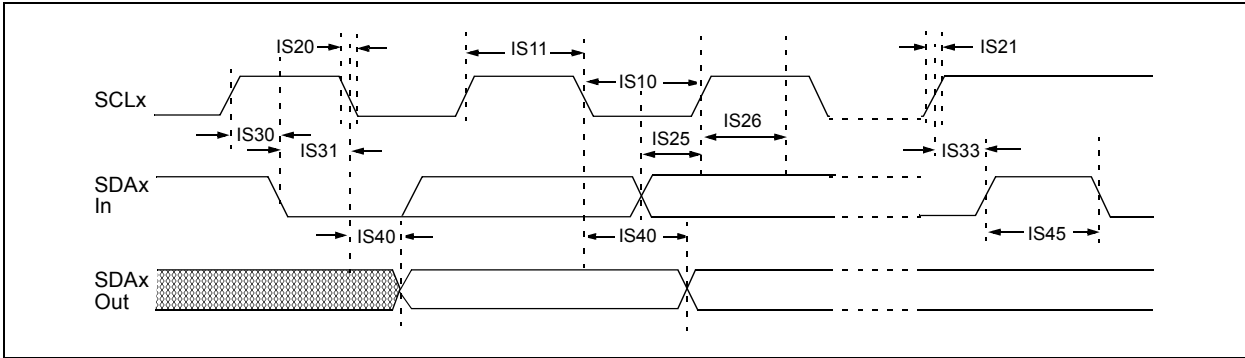 IS20
IS11
IS21
IS10
SCLx
IS30
IS26
IS31
IS25
IS33
SDAx
In
IS40
IS40
IS45
SDAx
Out